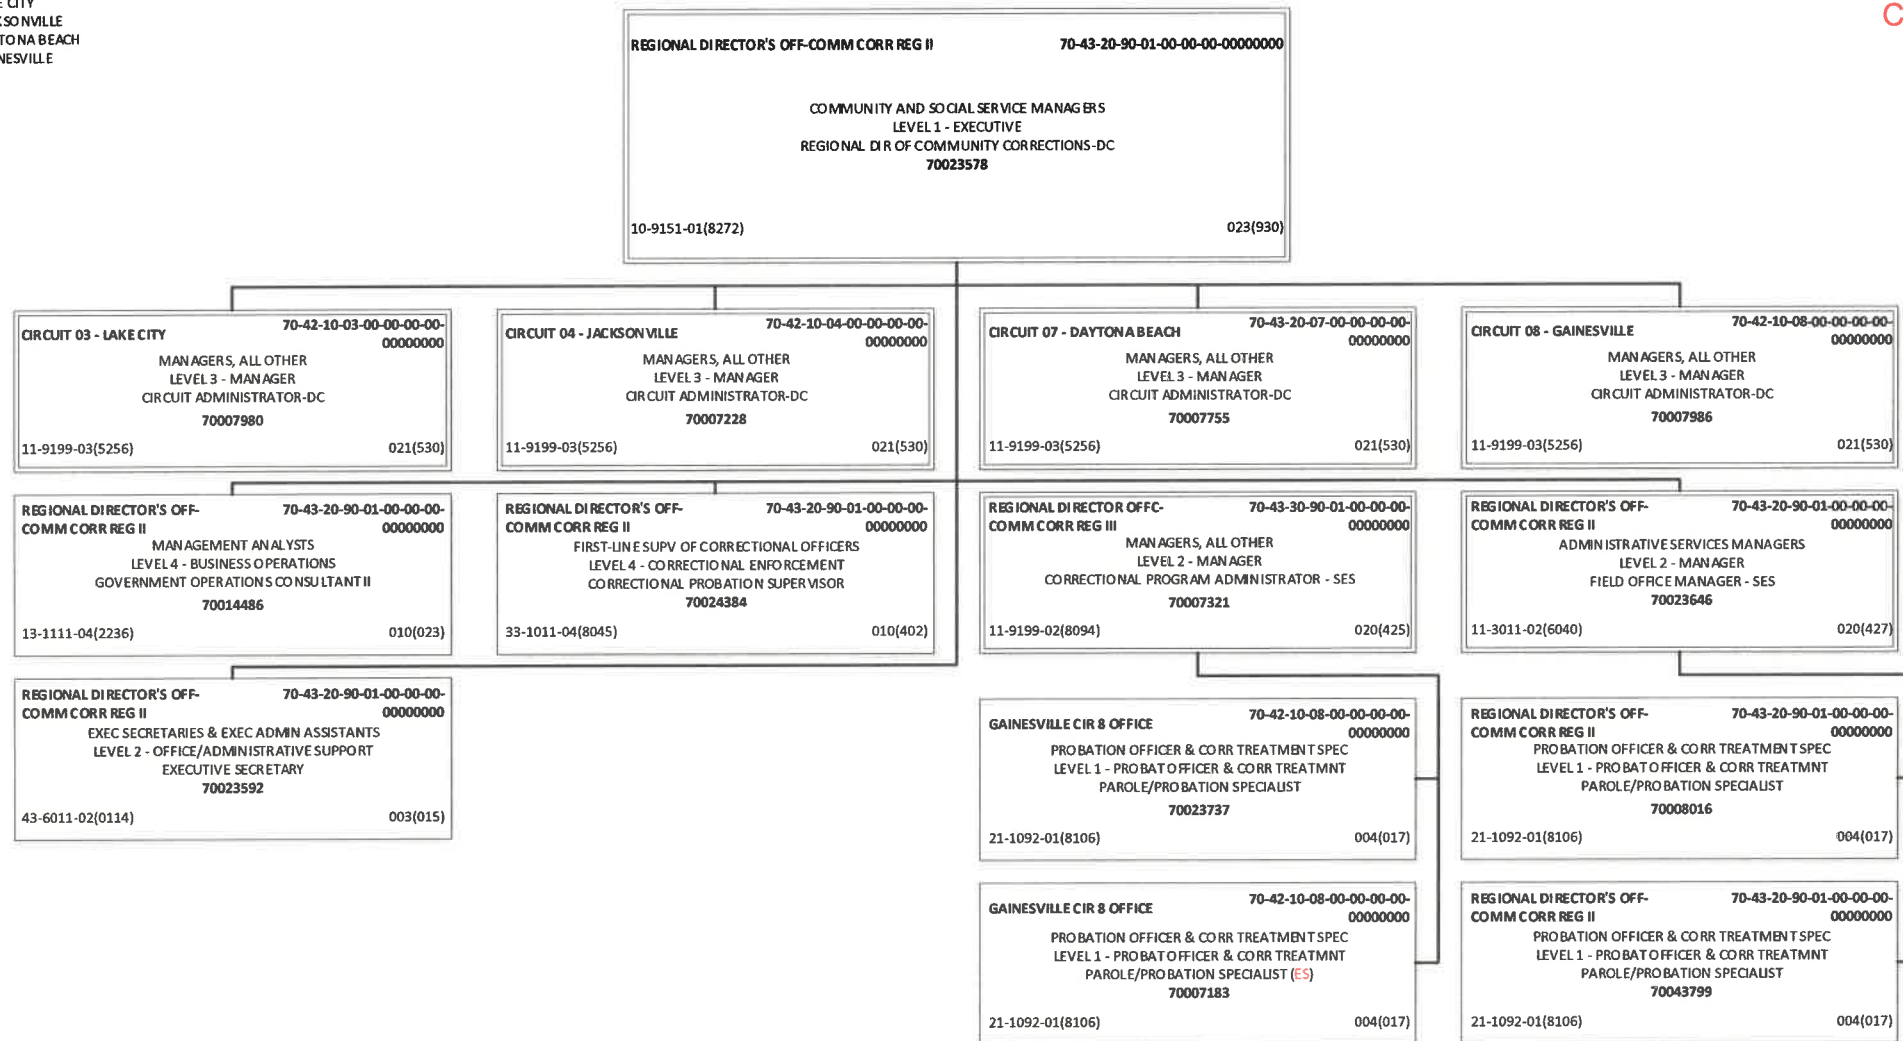 CITY
SONVILLE
TONA BEACH
NESVILLE
C
REGIONAL DIRECTOR'S OFF-COMM CORR REG II 70-43-20-90-01-00-00-00-00000000
COMMUNITY AND SOCIAL SERVICE MANAGERS
LEVEL 1 - EXECUTIVE
REGIONAL DIR OF COMMUNITY CORRECTIONS-DC
70023578
10-9151-01(8272) 023(930)
CIRCUIT 03 - LAKE CITY 70-42-10-03-00-00-00-00-
00000000
MANAGERS, ALL OTHER
LEVEL 3 - MANAGER
CIRCUIT ADMINISTRATOR-DC
70007980
11-9199-03(5256) 021(530)
CIRCUIT 04 - JACKSONVILLE 70-42-10-04-00-00-00-00-
00000000
MANAGERS, ALL OTHER
LEVEL 3 - MANAGER
CIRCUIT ADMINISTRATOR-DC
70007228
11-9199-03(5256) 021(530)
CIRCUIT 07 - DAYTONA BEACH 70-43-20-07-00-00-00-00-
00000000
MANAGERS, ALL OTHER
LEVEL 3 - MANAGER
CIRCUIT ADMINISTRATOR-DC
70007755
11-9199-03(5256) 021(530)
CIRCUIT 08 - GAINESVILLE 70-42-10-08-00-00-00-00-
00000000
MANAGERS, ALL OTHER
LEVEL 3 - MANAGER
CIRCUIT ADMINISTRATOR-DC
70007986
11-9199-03(5256) 021(530)
REGIONAL DIRECTOR'S OFF- 70-43-20-90-01-00-00-00-
COMM CORR REG II 00000000
MANAGEMENT ANALYSTS
LEVEL 4 - BUSINESS OPERATIONS
GOVERNMENT OPERATIONS CONSULTANT II
70014486
13-1111-04(2236) 010(023)
REGIONAL DIRECTOR'S OFF- 70-43-20-90-01-00-00-00-
COMM CORR REG II 00000000
FIRST-LINE SUPV OF CORRECTIONAL OFFICERS
LEVEL 4 - CORRECTIONAL ENFORCEMENT
CORRECTIONAL PROBATION SUPERVISOR
70024384
33-1011-04(8045) 010(402)
REGIONAL DIRECTOR OFFC- 70-43-30-90-01-00-00-00-
COMM CORR REG III 00000000
MANAGERS, ALL OTHER
LEVEL 2 - MANAGER
CORRECTIONAL PROGRAM ADMINISTRATOR - SES
70007321
11-9199-02(8094) 020(425)
REGIONAL DIRECTOR'S OFF- 70-43-20-90-01-00-00-00-
COMM CORR REG II 00000000
ADMINISTRATIVE SERVICES MANAGERS
LEVEL 2 - MANAGER
FIELD OFFICE MANAGER - SES
70023646
11-3011-02(6040) 020(427)
REGIONAL DIRECTOR'S OFF- 70-43-20-90-01-00-00-00-
COMM CORR REG II 00000000
EXEC SECRETARIES & EXEC ADMIN ASSISTANTS
LEVEL 2 - OFFICE/ADMINISTRATIVE SUPPORT
EXECUTIVE SECRETARY
70023592
43-6011-02(0114) 003(015)
GAINESVILLE CIR 8 OFFICE 70-42-10-08-00-00-00-00-
00000000
PROBATION OFFICER & CORR TREATMENT SPEC
LEVEL 1 - PROBAT OFFICER & CORR TREATMNT
PAROLE/PROBATION SPECIALIST
70023737
21-1092-01(8106) 004(017)
REGIONAL DIRECTOR'S OFF- 70-43-20-90-01-00-00-00-
COMM CORR REG II 00000000
PROBATION OFFICER & CORR TREATMENT SPEC
LEVEL 1 - PROBAT OFFICER & CORR TREATMNT
PAROLE/PROBATION SPECIALIST
70008016
21-1092-01(8106) 004(017)
GAINESVILLE CIR 8 OFFICE 70-42-10-08-00-00-00-00-
00000000
PROBATION OFFICER & CORR TREATMENT SPEC
LEVEL 1 - PROBAT OFFICER & CORR TREATMNT
PAROLE/PROBATION SPECIALIST (ES)
70007183
21-1092-01(8106) 004(017)
REGIONAL DIRECTOR'S OFF- 70-43-20-90-01-00-00-00-
COMM CORR REG II 00000000
PROBATION OFFICER & CORR TREATMENT SPEC
LEVEL 1 - PROBAT OFFICER & CORR TREATMNT
PAROLE/PROBATION SPECIALIST
70043799
21-1092-01(8106) 004(017)